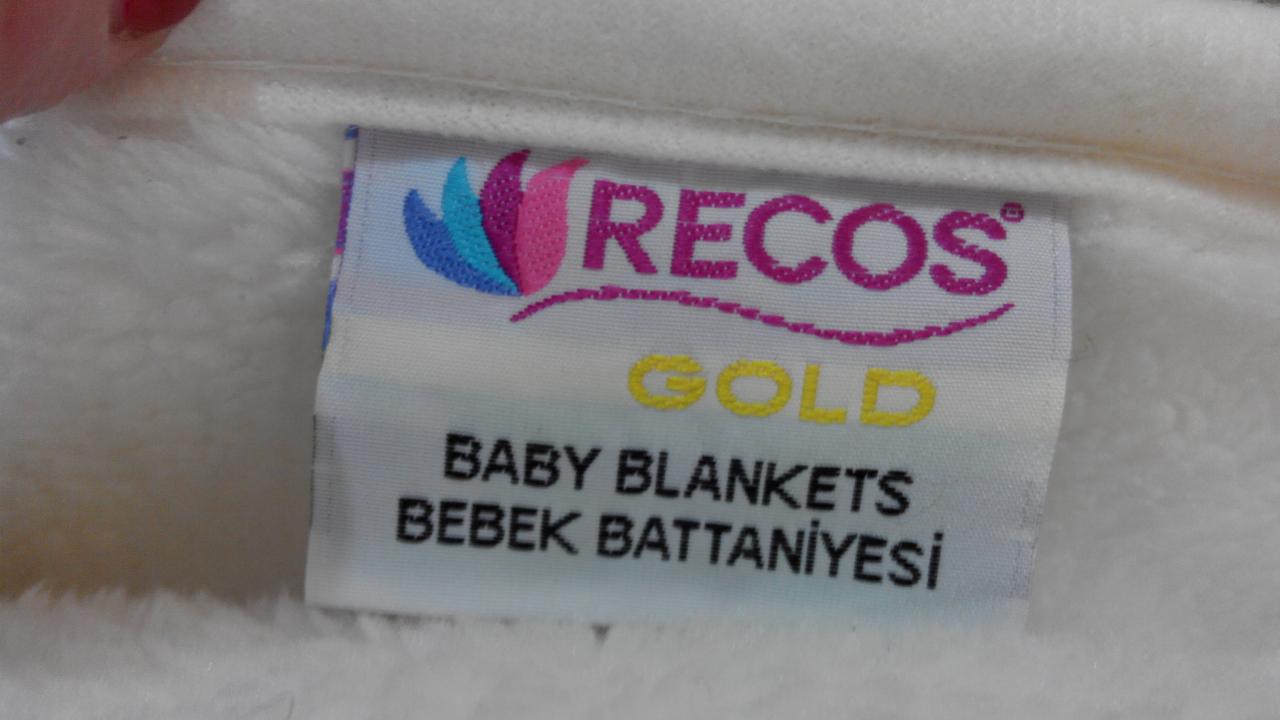 RECOS®
GOLD
BABY BLANKETS
BEBEK BATTANİYESİ